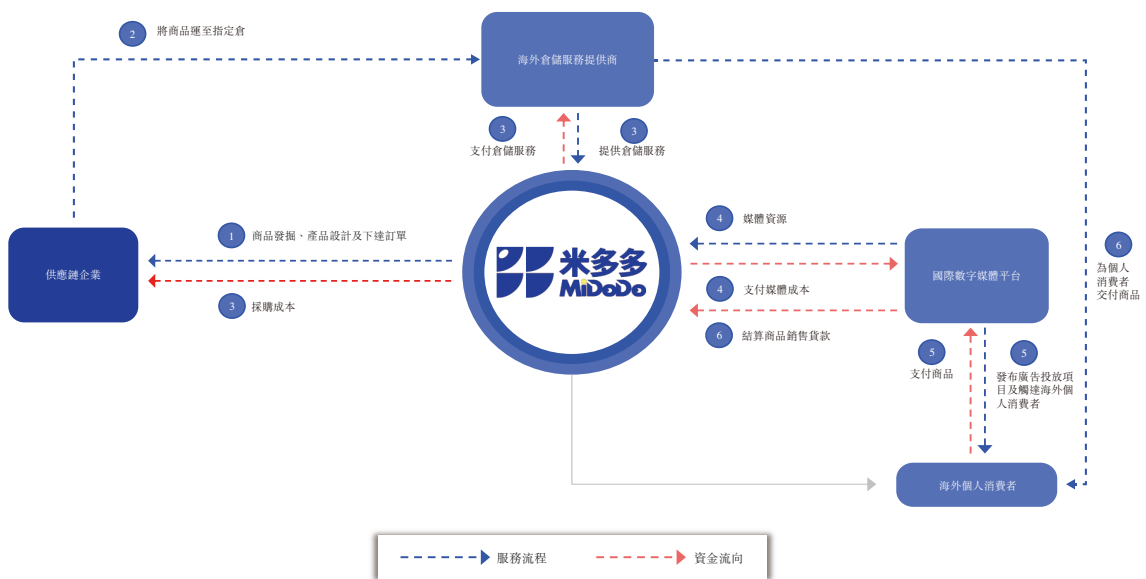 2
將商品運至指定倉
海外倉儲服務提供商
3
支付倉儲服務
3
提供倉儲服務
1
商品發掘、產品設計及下達訂單
供應鏈企業
3
採購成本
米多多
MiDoDo
4
媒體資源
4
支付媒體成本
6
結算商品銷售貨款
國際數字媒體平台
6
為個人
消費者
交付商品
5
支付商品
5
發布廣告投放項
目及觸達海外個
人消費者
海外個人消費者
服務流程
資金流向